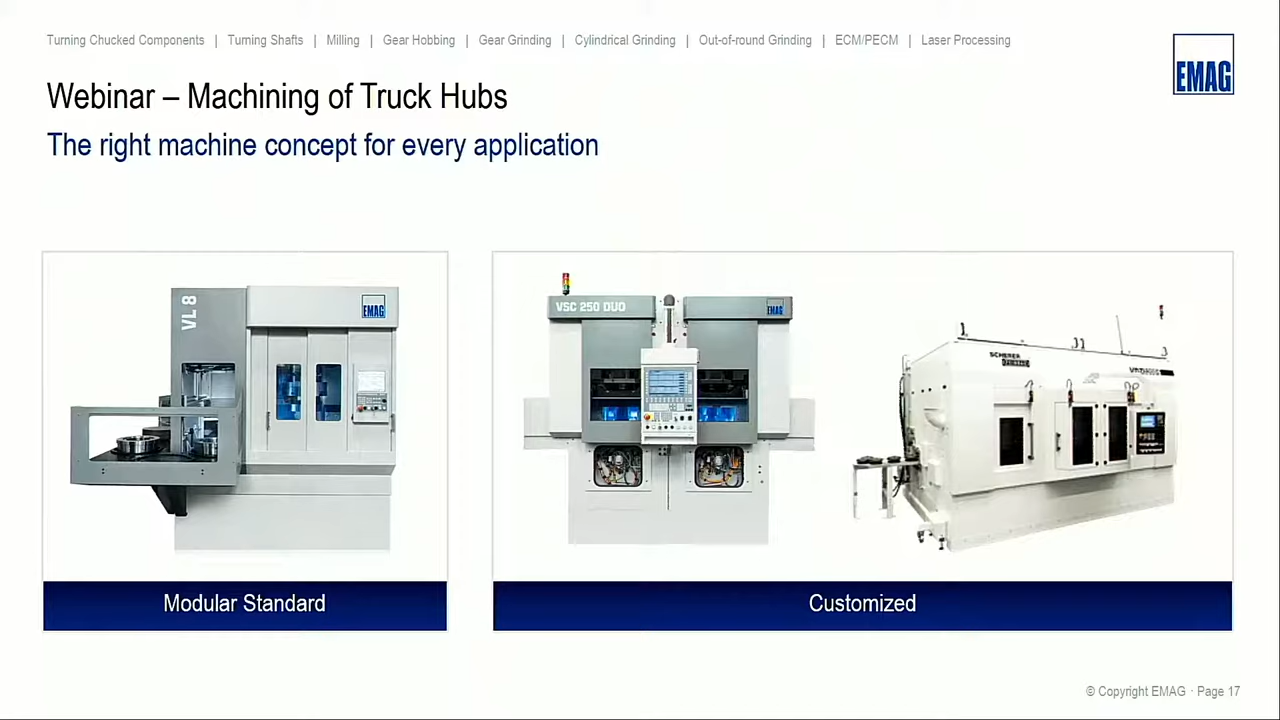 Turning Chucked Components | Turning Shafts | Milling | Gear Hobbing | Gear Grinding | Cylindrical Grinding | Out-of-round Grinding | ECM/PECM | Laser Processing
EMAG
Webinar – Machining of Truck Hubs
The right machine concept for every application
VL 8
EMAG
VSC 250 DUO
EMAG
SCHERER
Modular Standard
Customized
© Copyright EMAG · Page 17